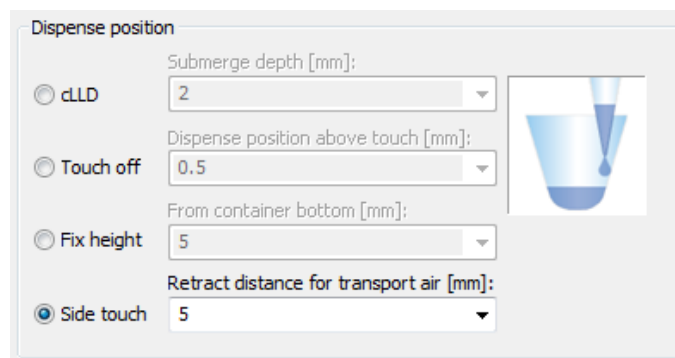 Dispense position
Submerge depth [mm]:
cLLD
2
Dispense position above touch [mm]:
Touch off
0.5
From container bottom [mm]:
Fix height
5
Retract distance for transport air [mm]:
Side touch
5